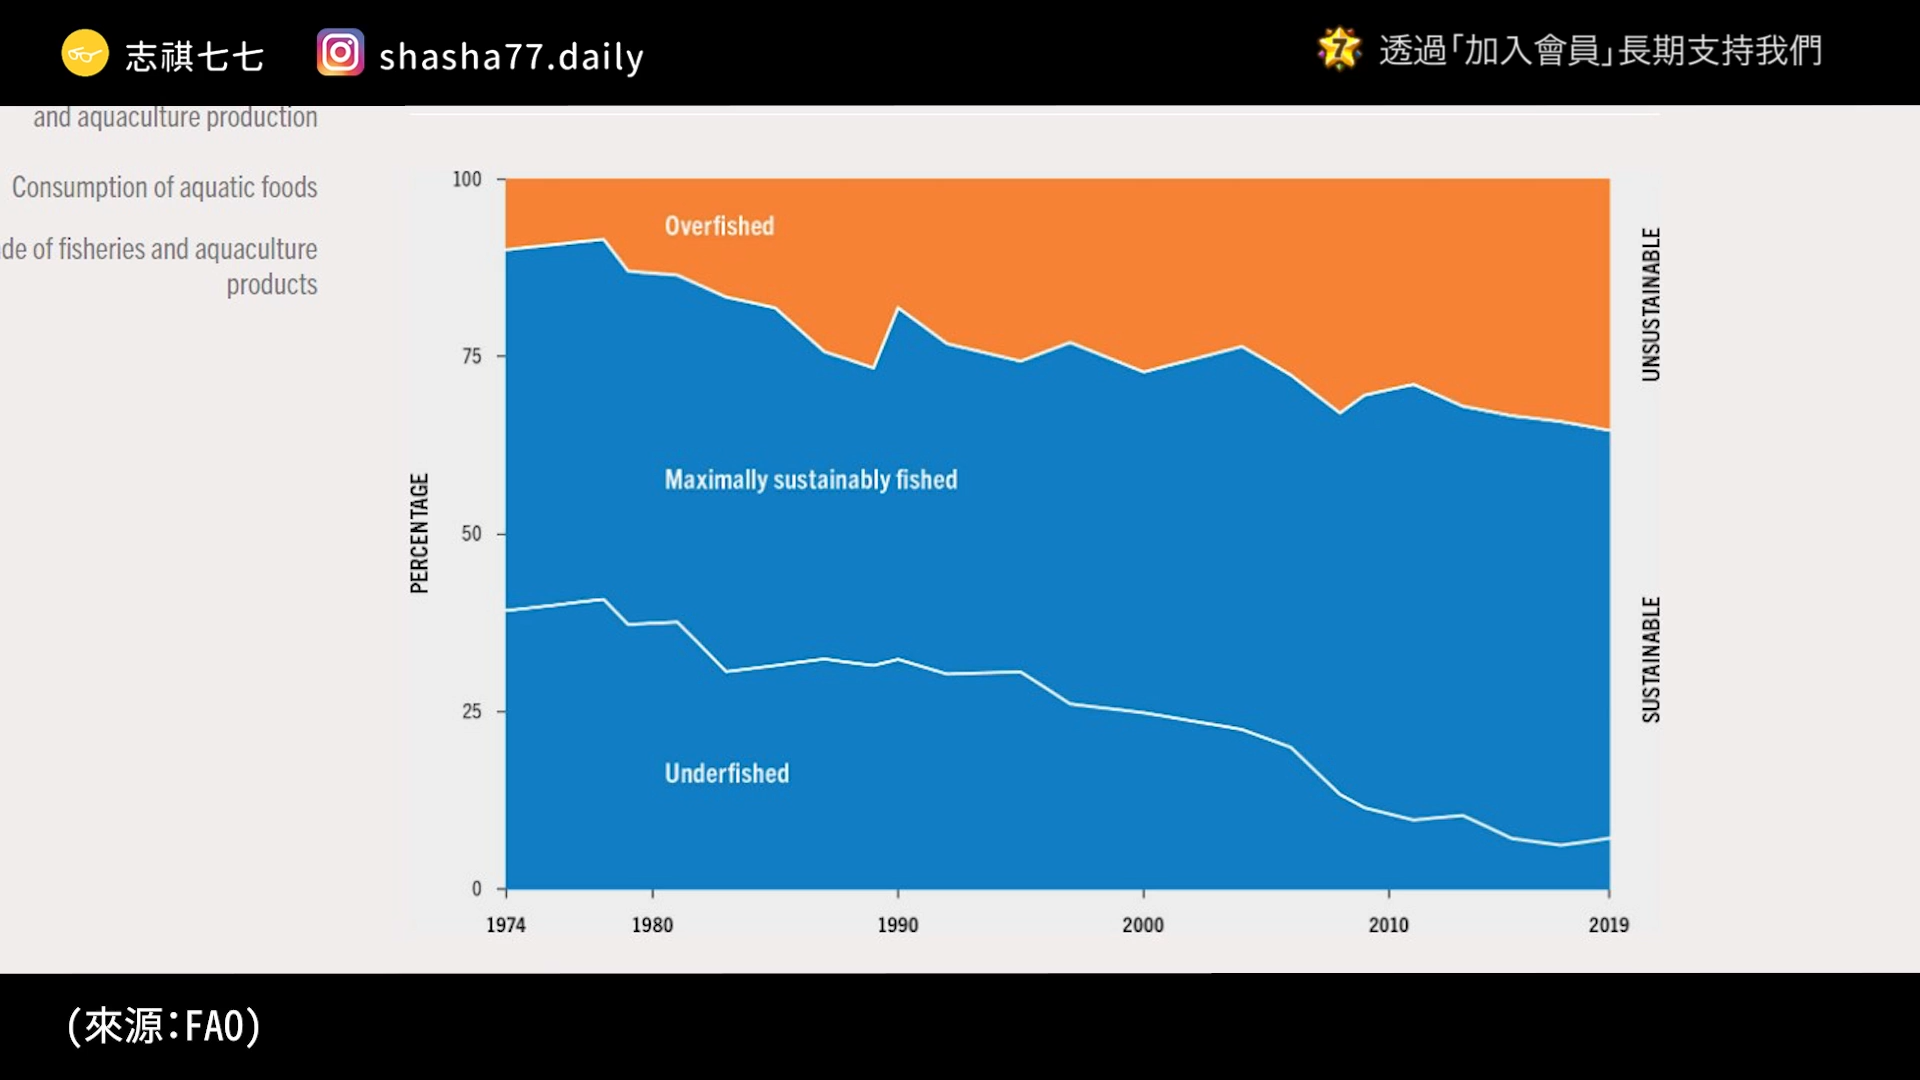 志祺七七
shasha77.daily
7
透過「加入會員」長期支持我們
and aquaculture production
Consumption of aquatic foods
de of fisheries and aquaculture
products
100
75
50
25
0
PERCENTAGE
Overfished
Maximally sustainably fished
Underfished
UNSUSTAINABLE
SUSTAINABLE
1974
1980
1990
2000
2010
2019
(來源：FAO)